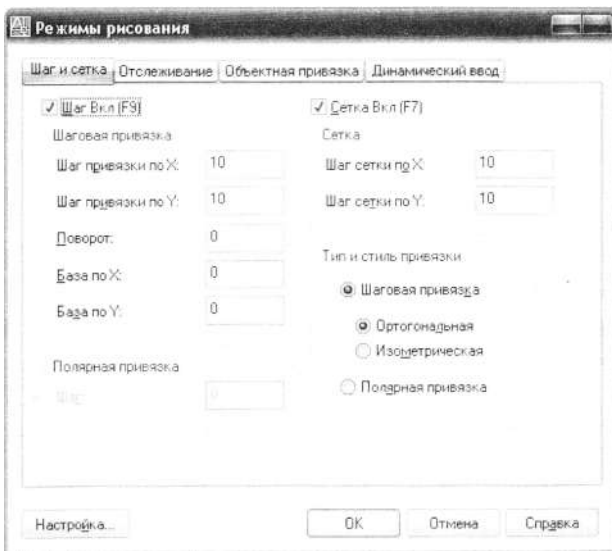 Режимы рисования
Шаг и сетка Отслеживание Объектная привязка Динамический ввод
Шаг Вкл (F9)
Шаговая привязка
Шаг привязки по X: 10
Шаг привязки по Y: 10
Поворот: 0
База по X: 0
База по Y: 0
Полярная привязка
Шаг: 0
Сетка Вкл (F7)
Сетка
Шаг сетки по X: 10
Шаг сетки по Y: 10
Тип и стиль привязки
Шаговая привязка
Ортогональная
Изометрическая
Полярная привязка
Настройка... OK Отмена Справка